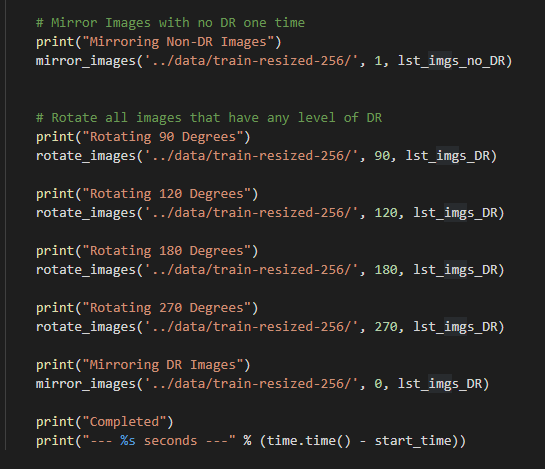 # Mirror Images with no DR one time
print("Mirroring Non-DR Images")
mirror_images('../data/train-resized-256/', 1, lst_imgs_no_DR)
# Rotate all images that have any level of DR
print("Rotating 90 Degrees")
rotate_images('../data/train-resized-256/', 90, lst_imgs_DR)
print("Rotating 120 Degrees")
rotate_images('../data/train-resized-256/', 120, lst_imgs_DR)
print("Rotating 180 Degrees")
rotate_images('../data/train-resized-256/', 180, lst_imgs_DR)
print("Rotating 270 Degrees")
rotate_images('../data/train-resized-256/', 270, lst_imgs_DR)
print("Mirroring DR Images")
mirror_images('../data/train-resized-256/', 0, lst_imgs_DR)
print("Completed")
print("--- %s seconds ---" % (time.time() - start_time))